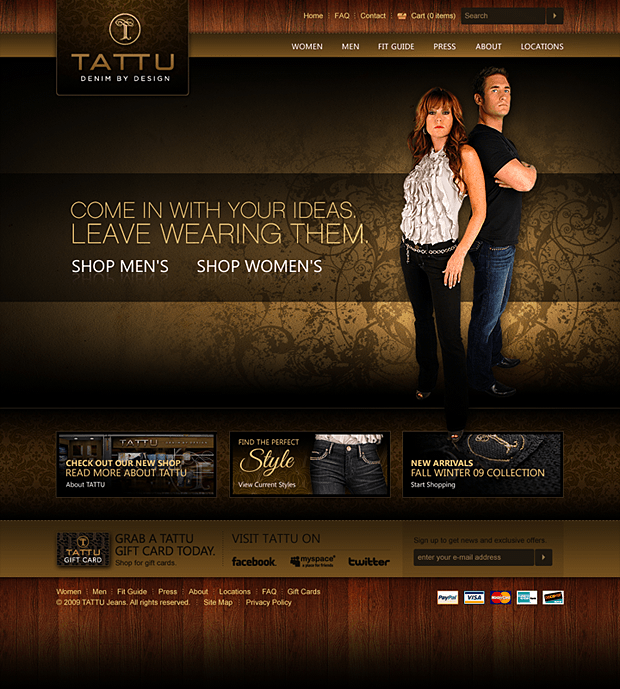 Home FAQ Contact Cart (0 items) Search
TATTU
DENIM BY DESIGN
WOMEN MEN FIT GUIDE PRESS ABOUT LOCATIONS
COME IN WITH YOUR IDEAS.
LEAVE WEARING THEM.
SHOP MEN'S SHOP WOMEN'S
TATTU
CHECK OUT OUR NEW SHOP
READ MORE ABOUT TATTU
About TATTU
FIND THE PERFECT
Style
View Current Styles
NEW ARRIVALS
FALL WINTER 09 COLLECTION
Start Shopping
TATTU
GIFT CARD
GRAB A TATTU
GIFT CARD TODAY.
Shop for gift cards.
VISIT TATTU ON
facebook. myspace a place for friends twitter
Sign up to get news and exclusive offers.
enter your e-mail address
Women Men Fit Guide Press About Locations FAQ Gift Cards
© 2009 TATTU Jeans. All rights reserved. Site Map Privacy Policy
PayPal VISA MasterCard